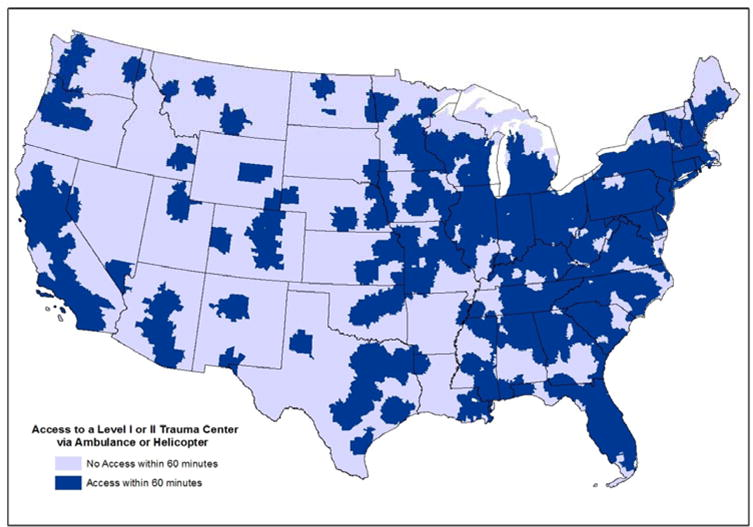 Access to a Level I or II Trauma Center
via Ambulance or Helicopter
No Access within 60 minutes
Access within 60 minutes